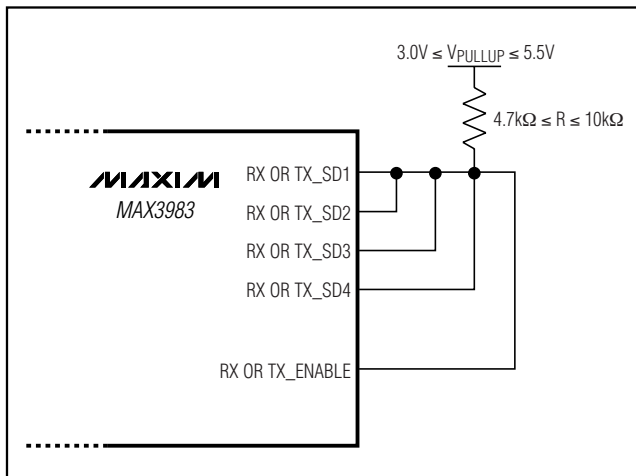 3.0V ≤ VPULLUP ≤ 5.5V
4.7kΩ ≤ R ≤ 10kΩ
MAXIM
MAX3983
RX OR TX_SD1
RX OR TX_SD2
RX OR TX_SD3
RX OR TX_SD4
RX OR TX_ENABLE